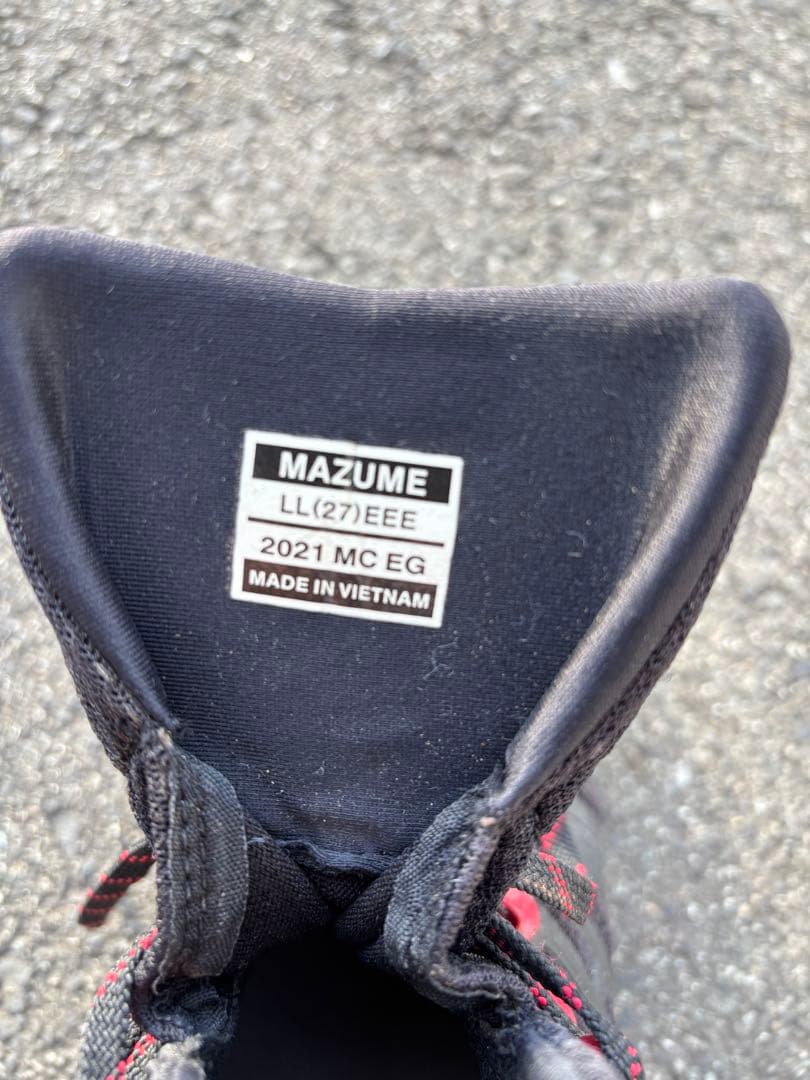 MAZUME
LL(27)EEE
2021 MC EG
MADE IN VIETNAM